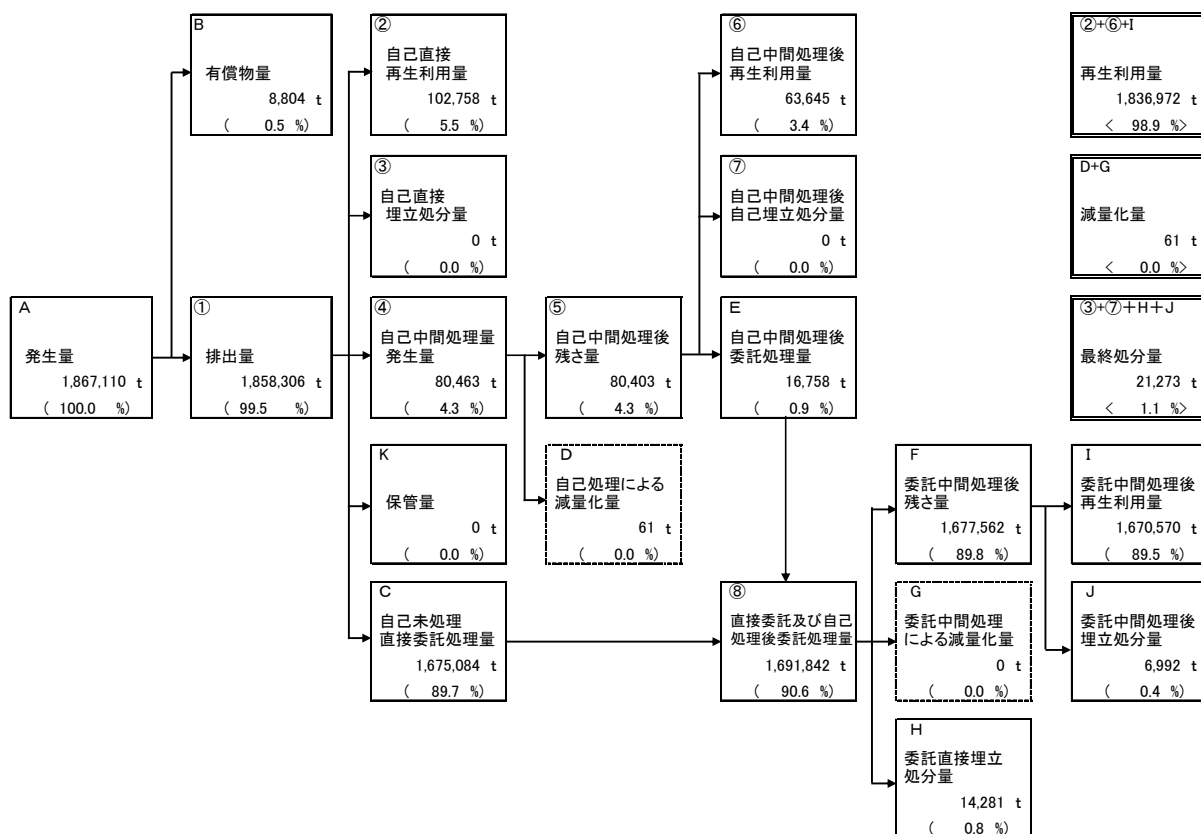 B
有償物量
8,804 t
( 0.5 %)
②
自己直接
再生利用量
102,758 t
( 5.5 %)
⑥
自己中間処理後
再生利用量
63,645 t
( 3.4 %)
②+⑥+I
再生利用量
1,836,972 t
< 98.9 %>
③
自己直接
埋立処分量
0 t
( 0.0 %)
⑦
自己中間処理後
自己埋立処分量
0 t
( 0.0 %)
D+G
減量化量
61 t
< 0.0 %>
A
発生量
1,867,110 t
( 100.0 %)
①
排出量
1,858,306 t
( 99.5 %)
④
自己中間処理量
発生量
80,463 t
( 4.3 %)
⑤
自己中間処理後
残さ量
80,403 t
( 4.3 %)
E
自己中間処理後
委託処理量
16,758 t
( 0.9 %)
③+⑦+H+J
最終処分量
21,273 t
< 1.1 %>
K
保管量
0 t
( 0.0 %)
D
自己処理による
減量化量
61 t
( 0.0 %)
F
委託中間処理後
残さ量
1,677,562 t
( 89.8 %)
I
委託中間処理後
再生利用量
1,670,570 t
( 89.5 %)
C
自己未処理
直接委託処理量
1,675,084 t
( 89.7 %)
⑧
直接委託及び自己
処理後委託処理量
1,691,842 t
( 90.6 %)
G
委託中間処理
による減量化量
0 t
( 0.0 %)
J
委託中間処理後
埋立処分量
6,992 t
( 0.4 %)
H
委託直接埋立
処分量
14,281 t
( 0.8 %)